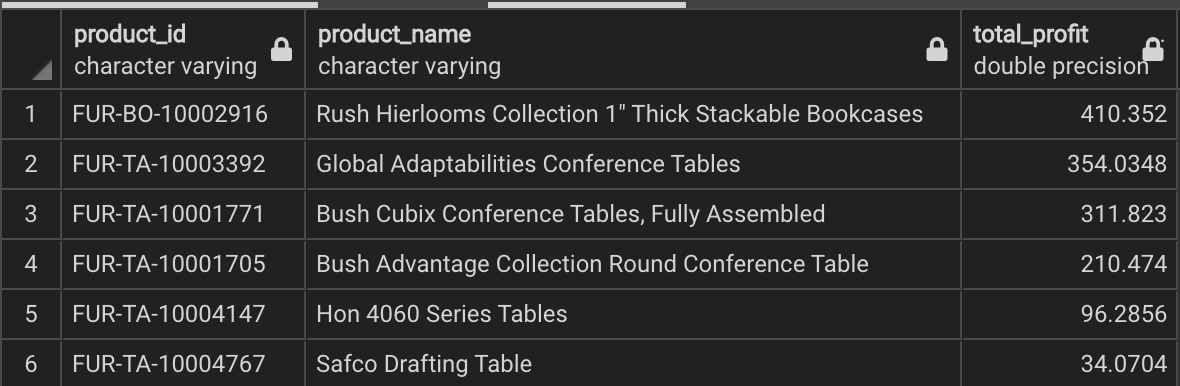 product_id product_name total_profit
character varying character varying double precision
1 FUR-BO-10002916 Rush Hierlooms Collection 1" Thick Stackable Bookcases 410.352
2 FUR-TA-10003392 Global Adaptabilities Conference Tables 354.0348
3 FUR-TA-10001771 Bush Cubix Conference Tables, Fully Assembled 311.823
4 FUR-TA-10001705 Bush Advantage Collection Round Conference Table 210.474
5 FUR-TA-10004147 Hon 4060 Series Tables 96.2856
6 FUR-TA-10004767 Safco Drafting Table 34.0704